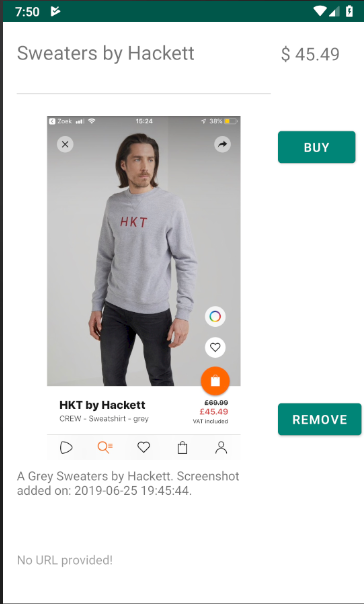 7:50
Sweaters by Hackett
$ 45.49
BUY
Zoek 15:24 38%
HKT
£69.99
HKT by Hackett £45.49
CREW - Sweatshirt - grey VAT included
REMOVE
A Grey Sweaters by Hackett. Screenshot
added on: 2019-06-25 19:45:44.
No URL provided!